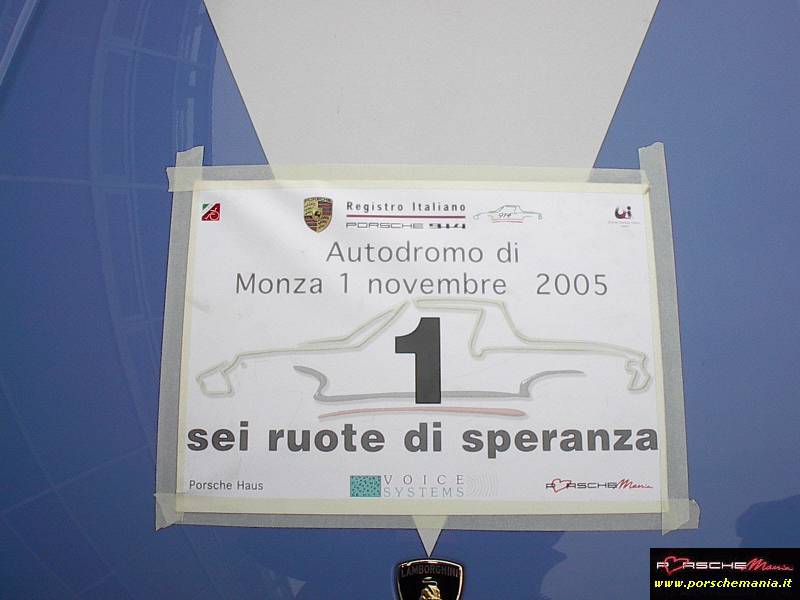 Registro Italiano
PORSCHE 914
914
Autodromo di
Monza 1 novembre 2005
1
sei ruote di speranza
Porsche Haus
VOICE
SYSTEMS
PORSCHEMania
LAMBORGHINI
PORSCHEMania
www.porschemania.it